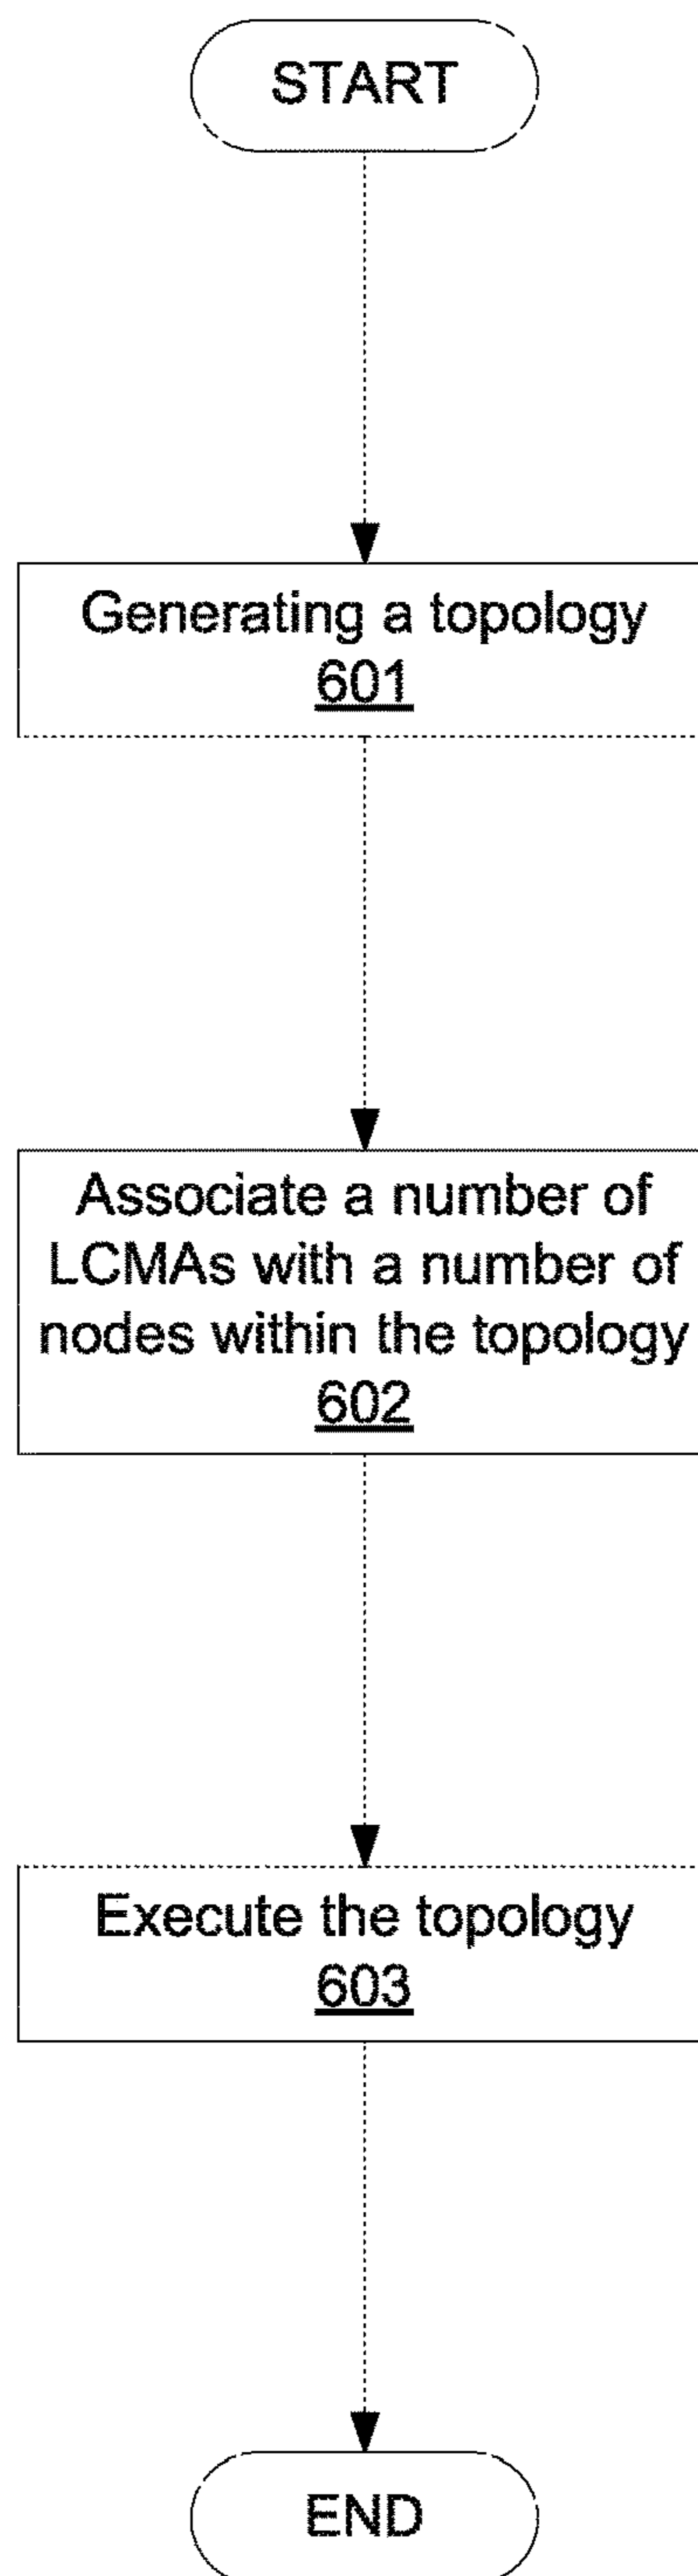 START
Generating a topology
601
Associate a number of
LCMAs with a number of
nodes within the topology
602
Execute the topology
603
END